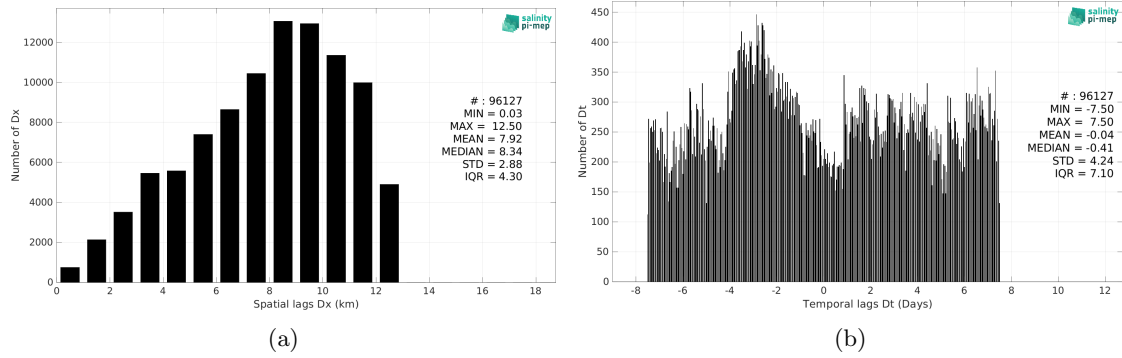 salinity
pi-mep
12000
10000
8000
6000
4000
2000
0
Number of Dx
# : 96127
MIN = 0.03
MAX = 12.50
MEAN = 7.92
MEDIAN = 8.34
STD = 2.88
IQR = 4.30
0 2 4 6 8 10 12 14 16 18
Spatial lags Dx (km)
(a)
salinity
pi-mep
450
400
350
300
250
200
150
100
50
0
Number of Dt
# : 96127
MIN = -7.50
MAX = 7.50
MEAN = -0.04
MEDIAN = -0.41
STD = 4.24
IQR = 7.10
-8 -6 -4 -2 0 2 4 6 8 10 12
Temporal lags Dt (Days)
(b)